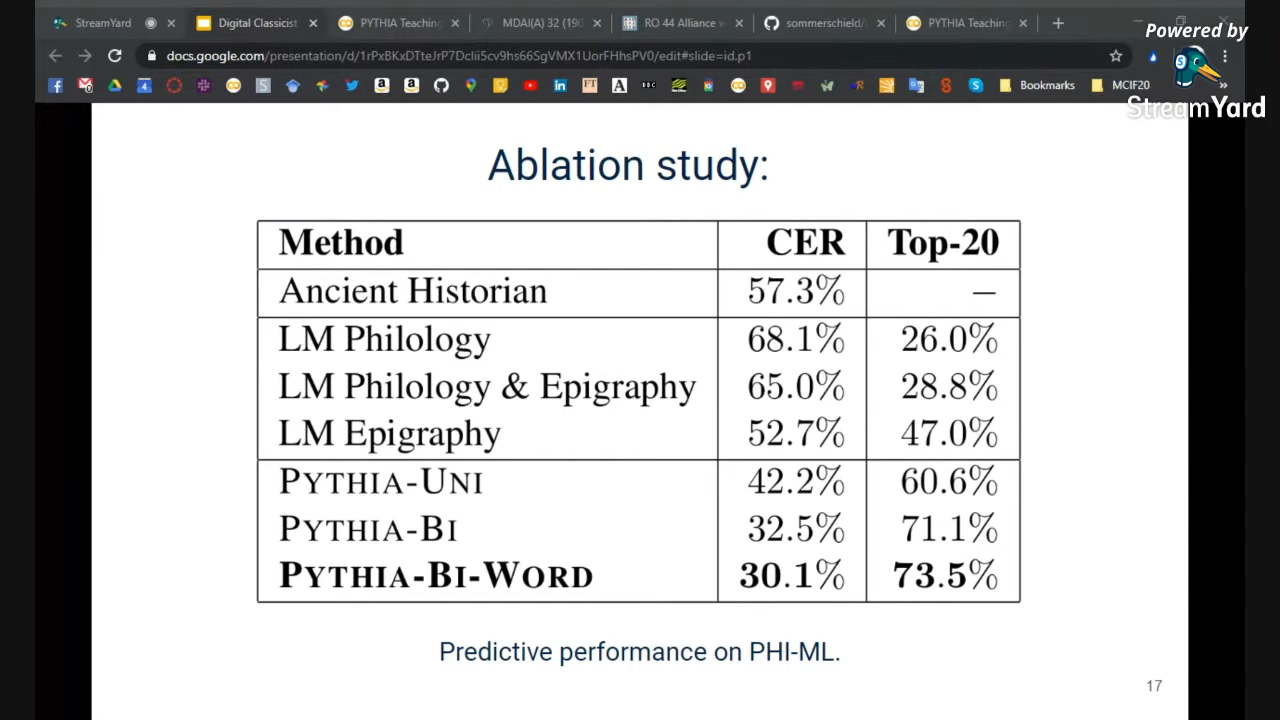 StreamYard
Digital Classicist
PYTHIA Teaching
MDAI(A) 32 (190
RO 44 Alliance w
sommerschield/
PYTHIA Teaching
Powered by
StreamYard
docs.google.com/presentation/d/1rPxBKxDTteJrP7Dclii5cv9hs66SgVMX1UorFHhsPV0/edit#slide=id.p1
Bookmarks
MCIF20
Ablation study:
Method CER Top-20
Ancient Historian 57.3% –
LM Philology 68.1% 26.0%
LM Philology & Epigraphy 65.0% 28.8%
LM Epigraphy 52.7% 47.0%
PYTHIA-UNI 42.2% 60.6%
PYTHIA-BI 32.5% 71.1%
PYTHIA-BI-WORD 30.1% 73.5%
Predictive performance on PHI-ML.
17